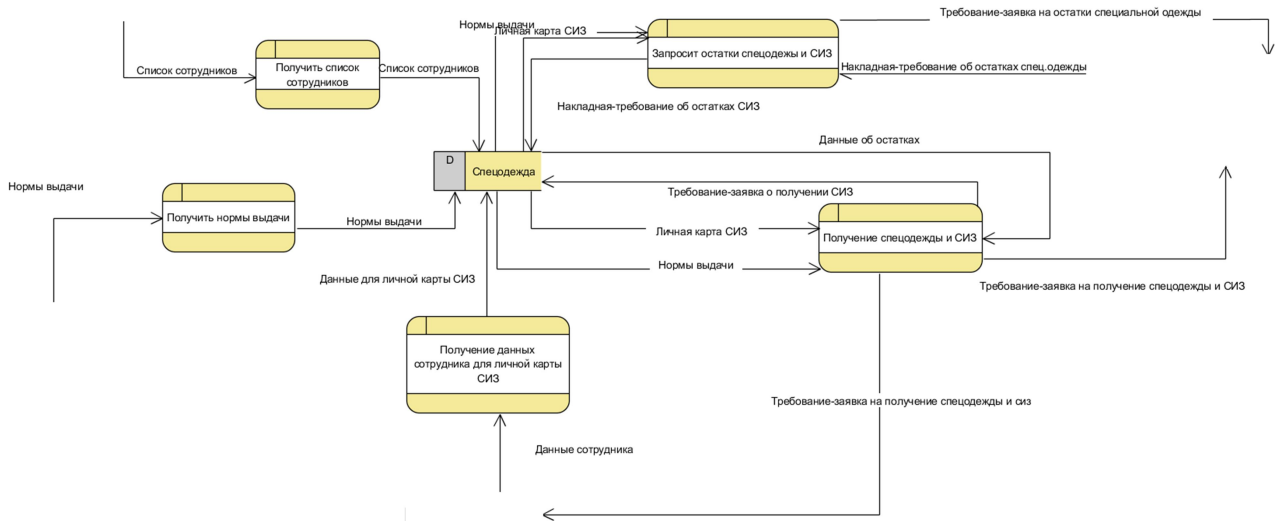 Требование-заявка на остатки специальной одежды
Нормы выдачи
Личная карта СИЗ
Запросит остатки спецодежы и СИЗ
Список сотрудников
Получить список
сотрудников
Список сотрудников
Накладная-требование об остатках спец.одежды
Накладная-требование об остатках СИЗ
Данные об остатках
D
Спецодежда
Нормы выдачи
Требование-заявка о получении СИЗ
Получить нормы выдачи
Нормы выдачи
Личная карта СИЗ
Получение спецодежды и СИЗ
Нормы выдачи
Данные для личной карты СИЗ
Требование-заявка на получение спецодежды и СИЗ
Получение данных
сотрудника для личной карты
СИЗ
Требование-заявка на получение спецодежды и сиз
Данные сотрудника